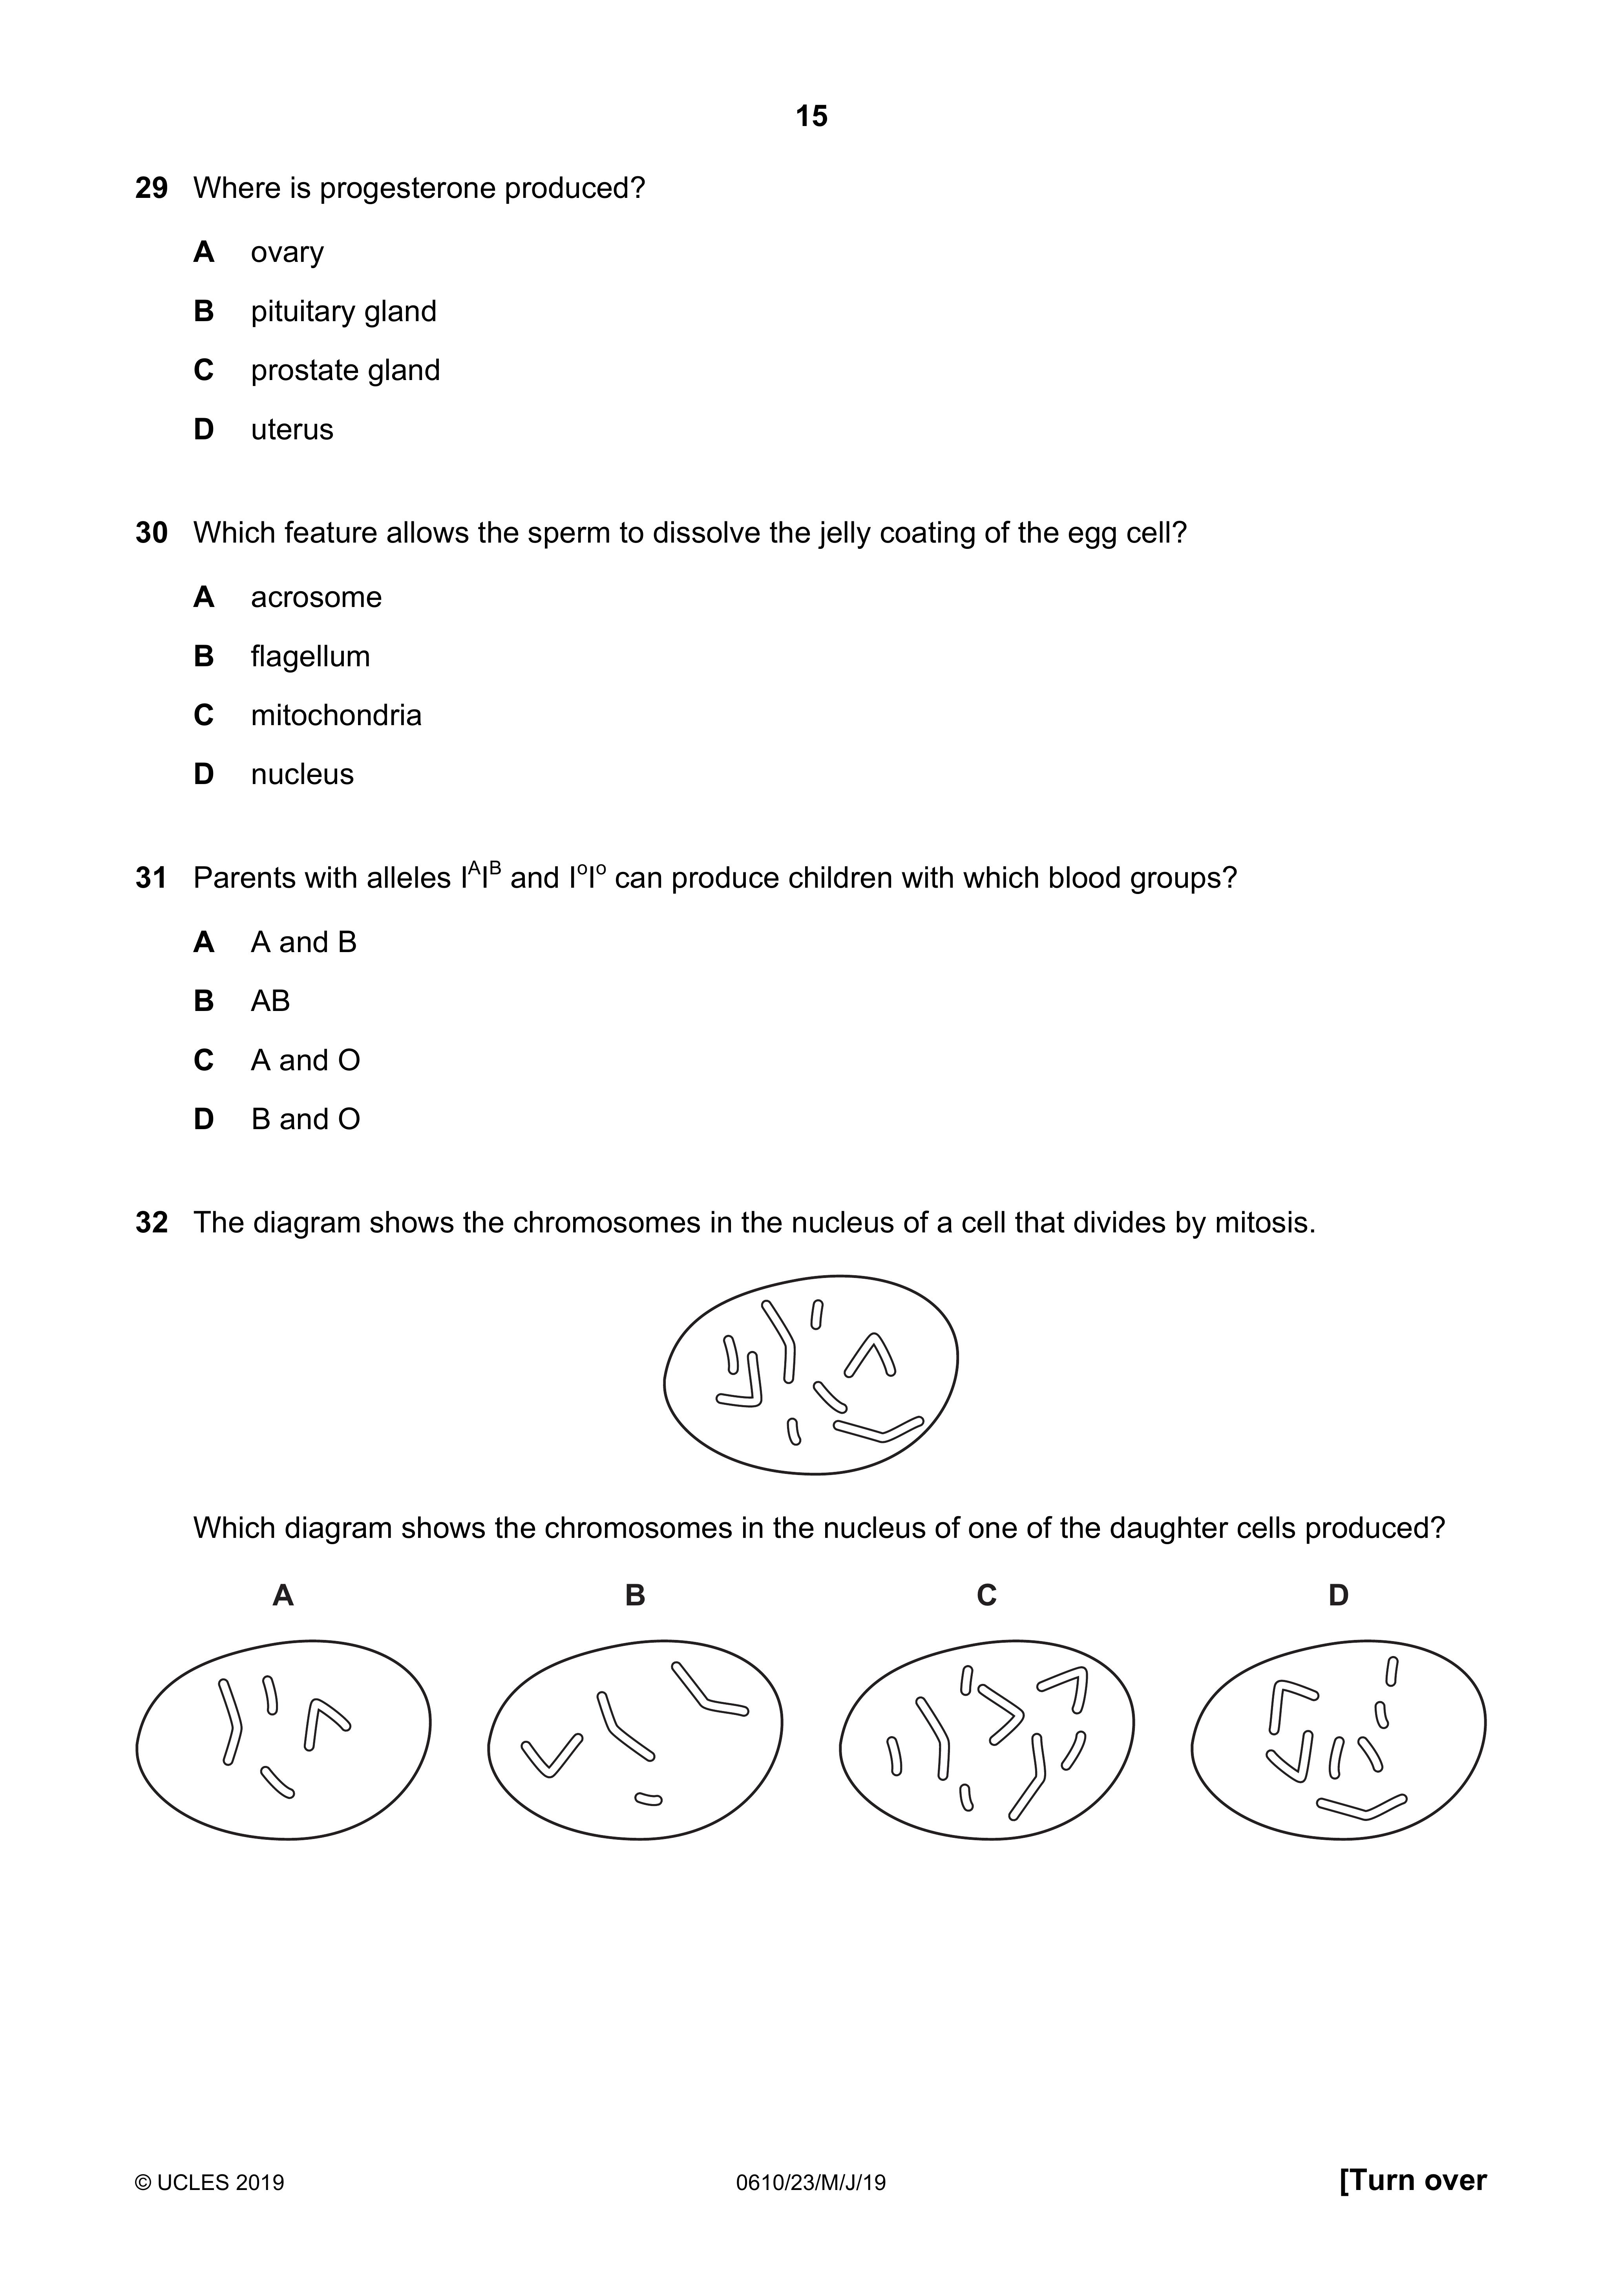 15
29 Where is progesterone produced?
A ovary
B pituitary gland
C prostate gland
D uterus
30 Which feature allows the sperm to dissolve the jelly coating of the egg cell?
A acrosome
B flagellum
C mitochondria
D nucleus
31 Parents with alleles IᴬIᴮ and IᵒIᵒ can produce children with which blood groups?
A A and B
B AB
C A and O
D B and O
32 The diagram shows the chromosomes in the nucleus of a cell that divides by mitosis.
Which diagram shows the chromosomes in the nucleus of one of the daughter cells produced?
A B C D
© UCLES 2019 0610/23/M/J/19 [Turn over